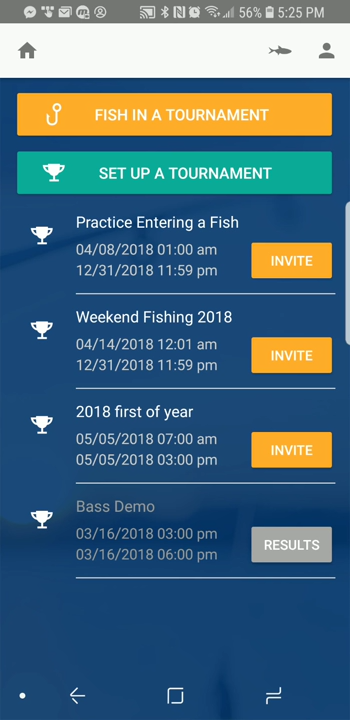 56% 5:25 PM
FISH IN A TOURNAMENT
SET UP A TOURNAMENT
Practice Entering a Fish
04/08/2018 01:00 am
12/31/2018 11:59 pm
INVITE
Weekend Fishing 2018
04/14/2018 12:01 am
12/31/2018 11:59 pm
INVITE
2018 first of year
05/05/2018 07:00 am
05/05/2018 03:00 pm
INVITE
Bass Demo
03/16/2018 03:00 pm
03/16/2018 06:00 pm
RESULTS